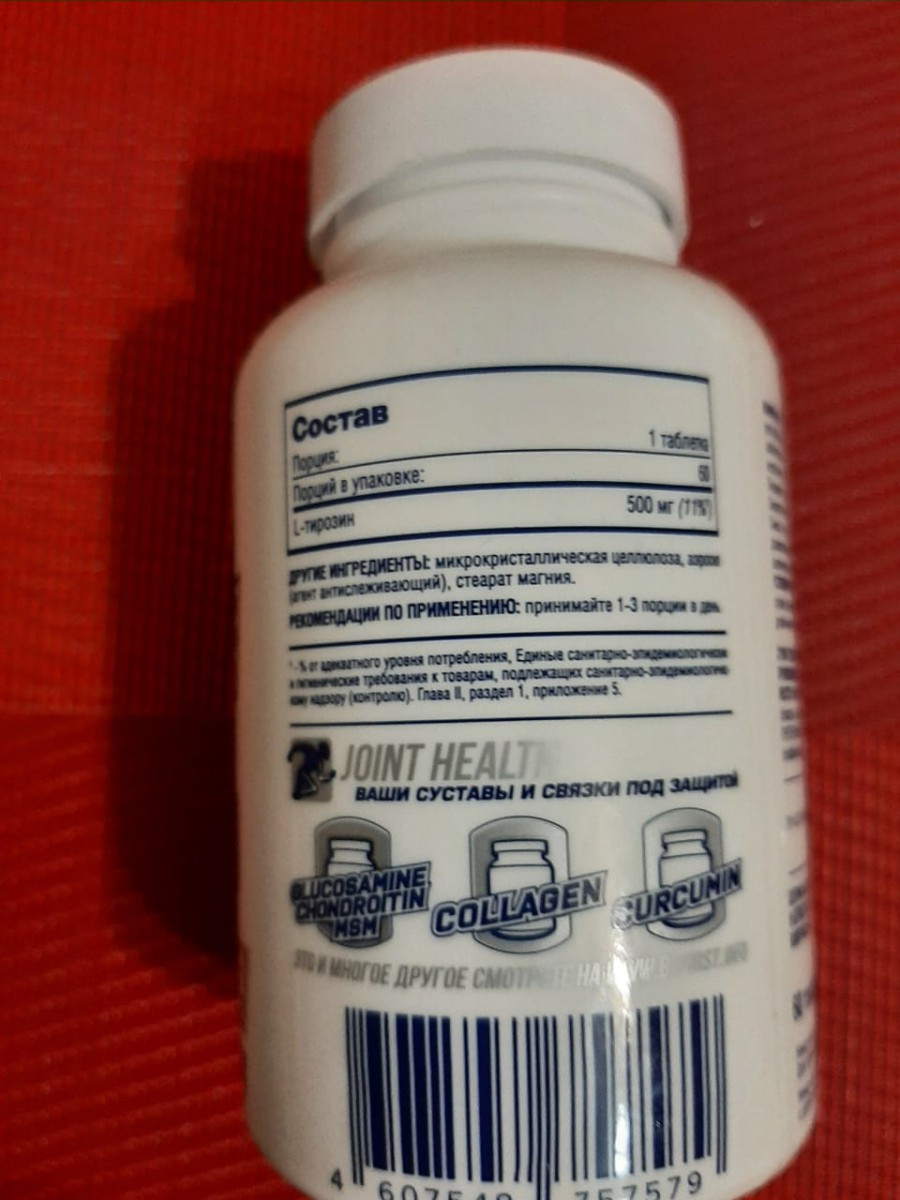 Состав
Порция: 1 таблетка
Порций в упаковке: 60
L-тирозин 500 мг (11%)
ДРУГИЕ ИНГРЕДИЕНТЫ: микрокристаллическая целлюлоза, аэросил
(агент антислеживающий), стеарат магния.
РЕКОМЕНДАЦИИ ПО ПРИМЕНЕНИЮ: принимайте 1-3 порции в день
* - % от адекватного уровня потребления, Единые санитарно-эпидемиологические
и гигиенические требования к товарам, подлежащих санитарно-эпидемиологиче
кому надзору (контролю). Глава II, раздел 1, приложение 5.
JOINT HEALTH
ВАШИ СУСТАВЫ И СВЯЗКИ ПОД ЗАЩИТОЙ
GLUCOSAMINE
CHONDROITIN
MSM
COLLAGEN
CURCUMIN
ЭТО И МНОГОЕ ДРУГОЕ СМОТРИТЕ НА
4 607548 757579